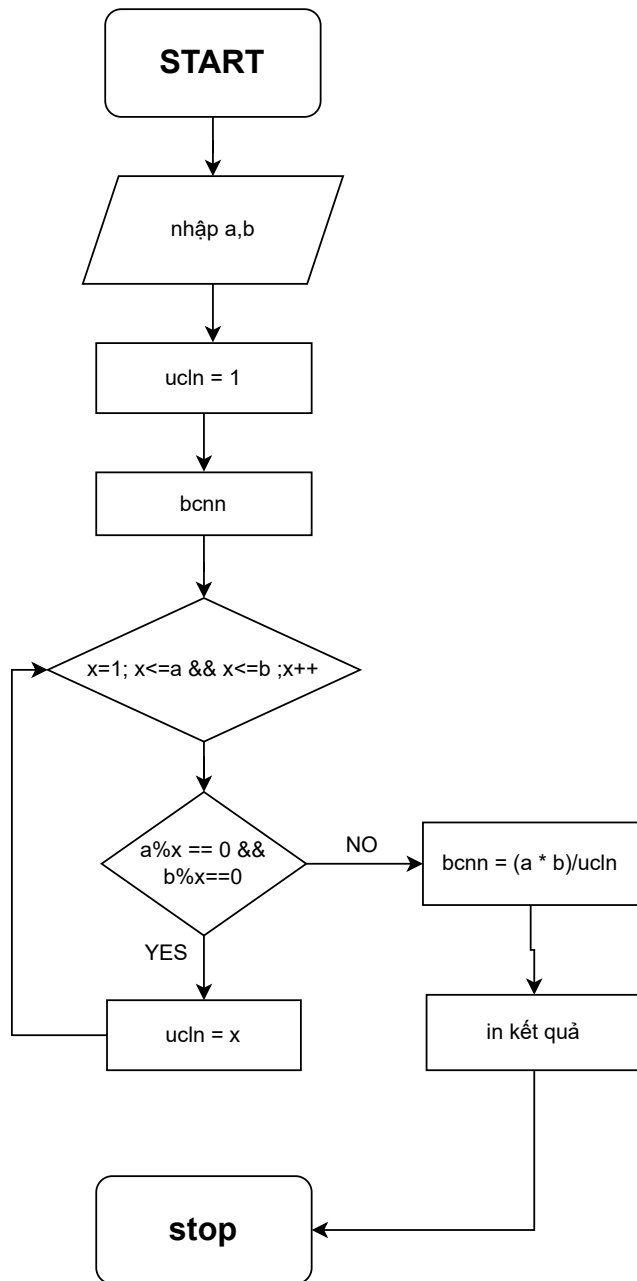 START
nhập a,b
ucln = 1
bcnn
x=1; x<=a && x<=b ;x++
a%x == 0 &&
b%x==0
NO
bcnn = (a * b)/ucln
YES
ucln = x
in kết quả
stop